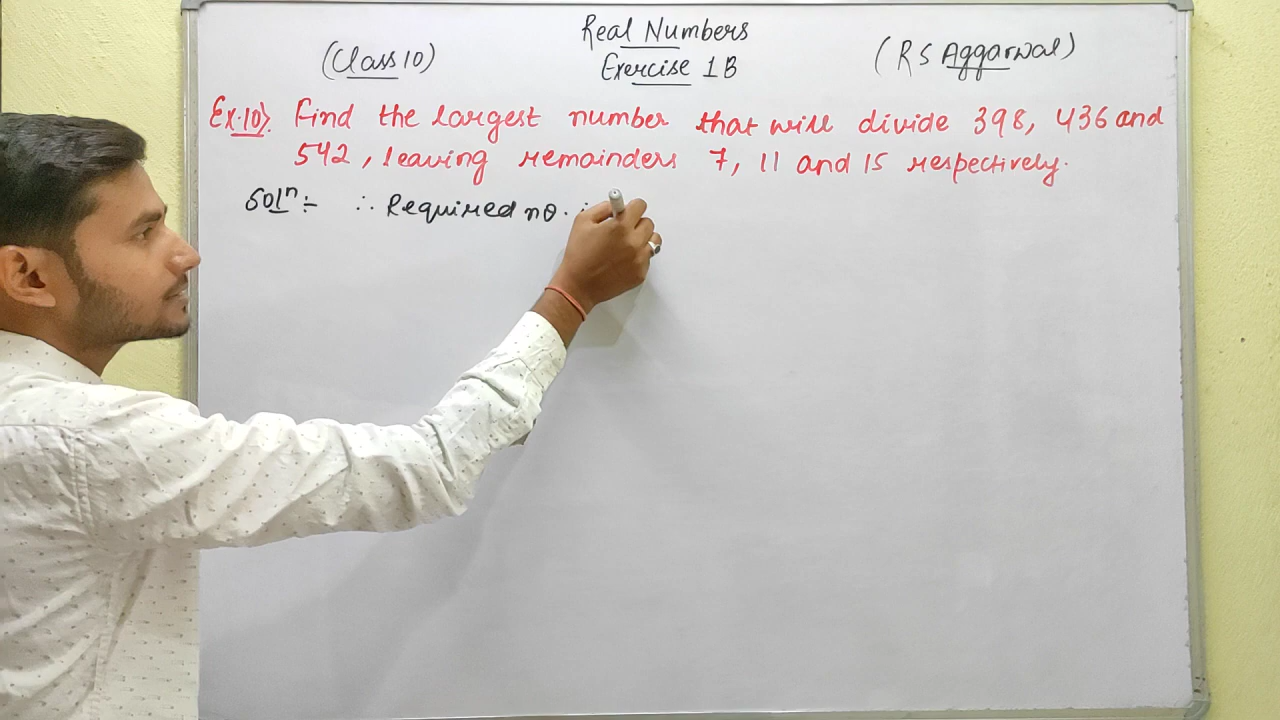 Real Numbers
(Class 10)
Exercise 1B
(RS Aggarwal)
Ex.10). Find the largest number that will divide 398, 436 and
542, leaving remainders 7, 11 and 15 respectively.
Solⁿ:- ∴ Required no.